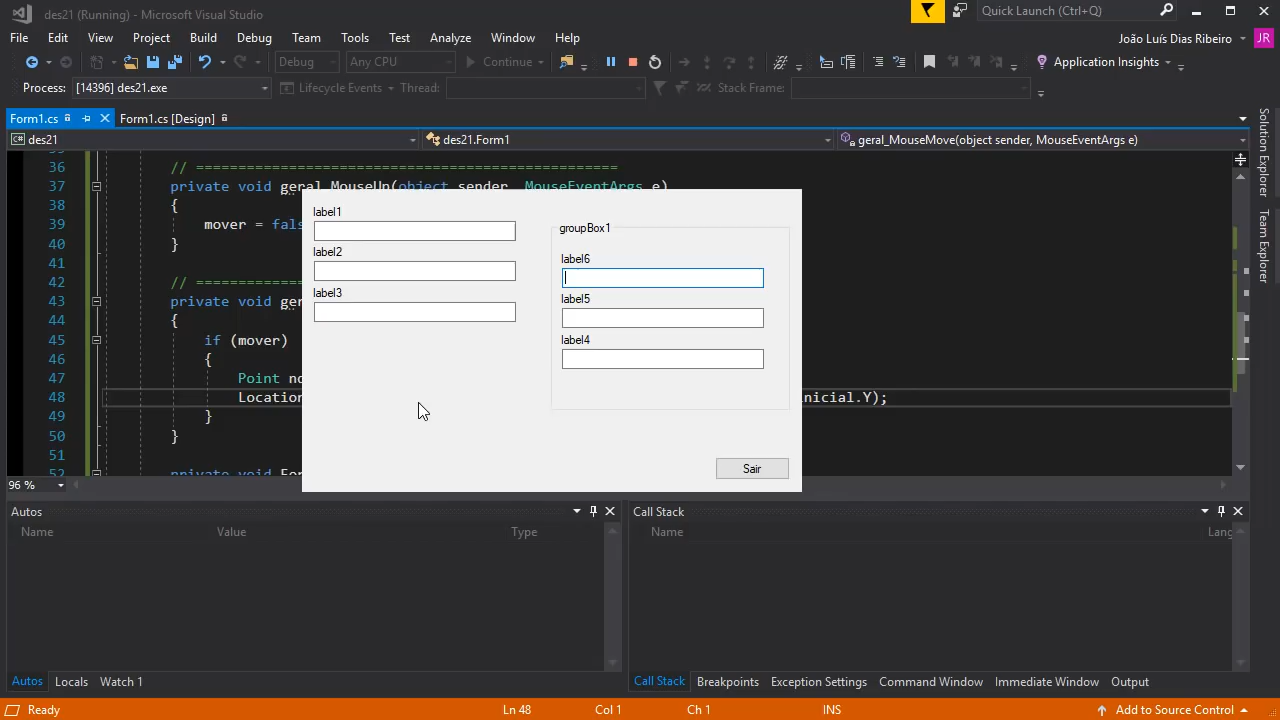 des21 (Running) - Microsoft Visual Studio
Quick Launch (Ctrl+Q)
File Edit View Project Build Debug Team Tools Test Analyze Window Help
João Luís Dias Ribeiro JR
Debug Any CPU Continue Application Insights
Process: [14396] des21.exe Lifecycle Events Thread: Stack Frame:
Form1.cs Form1.cs [Design]
des21 des21.Form1 geral_MouseMove(object sender, MouseEventArgs e)
36 // ==================================================
37 private void geral_MouseUp(object sender, MouseEventArgs e)
38 {
39 mover = fals
40 }
41
42 // ============
43 private void ger
44 {
45 if (mover)
46 {
47 Point no
48 Location nicial.Y);
49 }
50 }
51
52 private void For
label1
label2
label3
groupBox1
label6
label5
label4
Sair
Solution Explorer
Team Explorer
96 %
Autos
Name Value Type
Call Stack
Name Lang
Autos Locals Watch 1
Call Stack Breakpoints Exception Settings Command Window Immediate Window Output
Ready Ln 48 Col 1 Ch 1 INS Add to Source Control